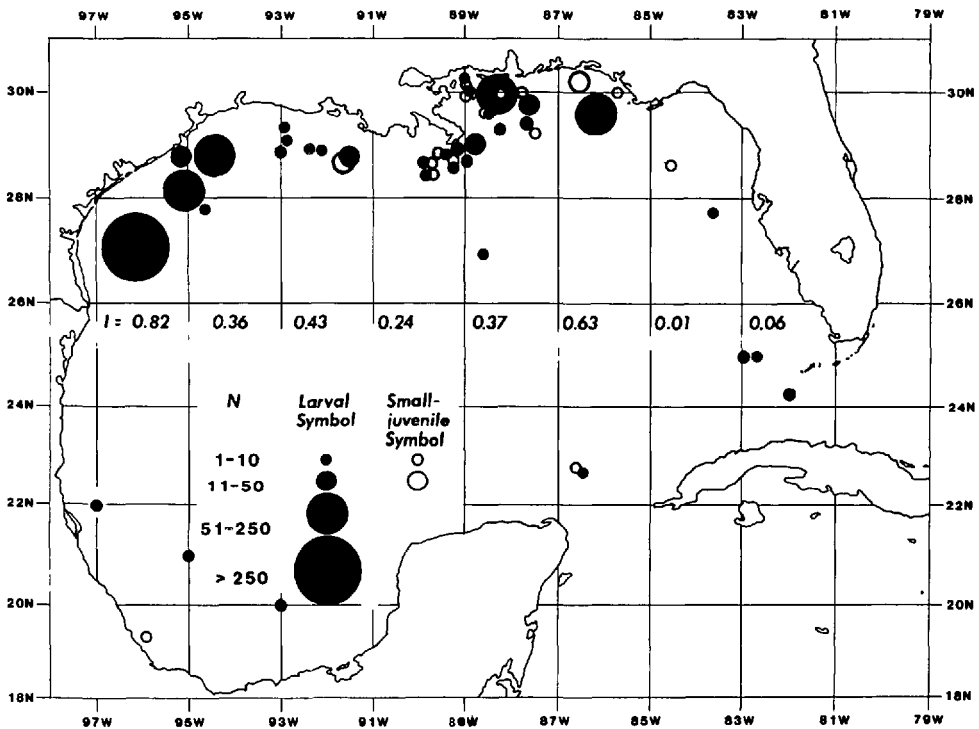 97W 95W 93W 91W 89W 87W 85W 83W 81W 79W
30N 30N
28N 28N
26N 26N
I = 0.82 0.36 0.43 0.24 0.37 0.63 0.01 0.06
24N 24N
N Larval Symbol Small-juvenile Symbol
1-10
11-50
22N 22N
51-250
> 250
20N 20N
18N 18N
97W 95W 93W 91W 89W 87W 85W 83W 81W 79W